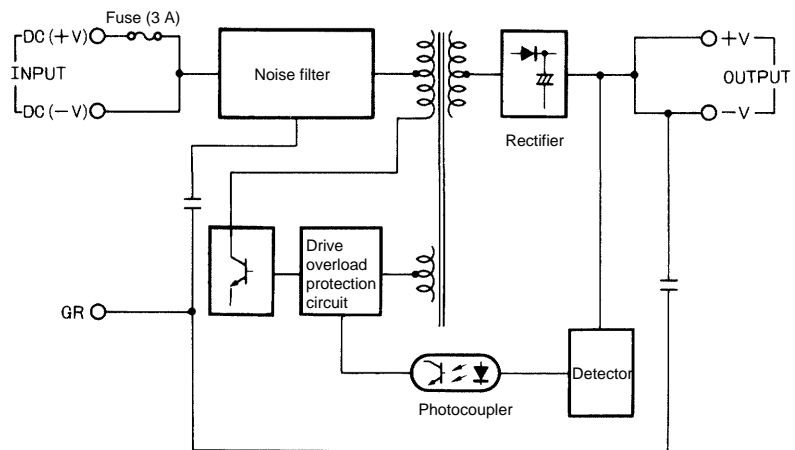 Fuse (3 A)
DC (+V)
INPUT
DC (−V)
Noise filter
Rectifier
+V
OUTPUT
−V
Drive
overload
protection
circuit
GR
Photocoupler
Detector